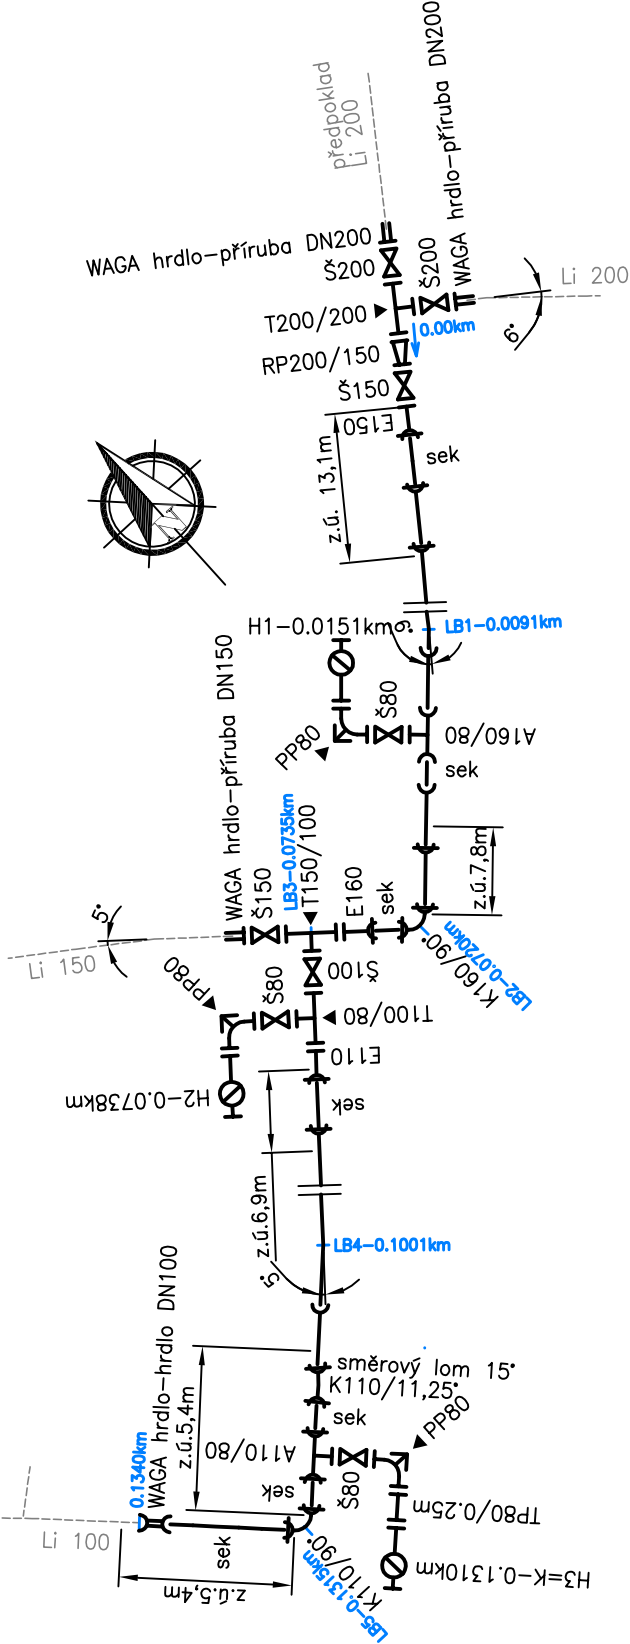 předpoklad
Li 200
WAGA hrdlo-příruba DN200
WAGA hrdlo-příruba DN200
Š200
Š200
Li 200
T200/200
0.00km
6°
RP200/150
Š150
E150
z.ú. 13,1m
sek
N
H1-0.0151km
6°
LB1-0.0091km
WAGA hrdlo-příruba DN150
Š80
PP80
A160/80
sek
LB3-0.0735km
T150/100
z.ú.7,8m
Š150
E160
sek
5°
Li 150
LB2-0.0720km
K160/90°
PP80
Š80
Š100
T100/80
E110
H2-0.0738km
sek
z.ú.6,9m
LB4-0.1001km
5°
WAGA hrdlo-hrdlo DN100
směrový lom 15°
K110/11,25°
z.ú.5,4m
sek
PP80
A110/80
0.1340km
Š80
sek
TP80/0.25m
Li 100
sek
K110/90°
LB5-0.1315km
H3=K-0.1310km
z.ú.5,4m